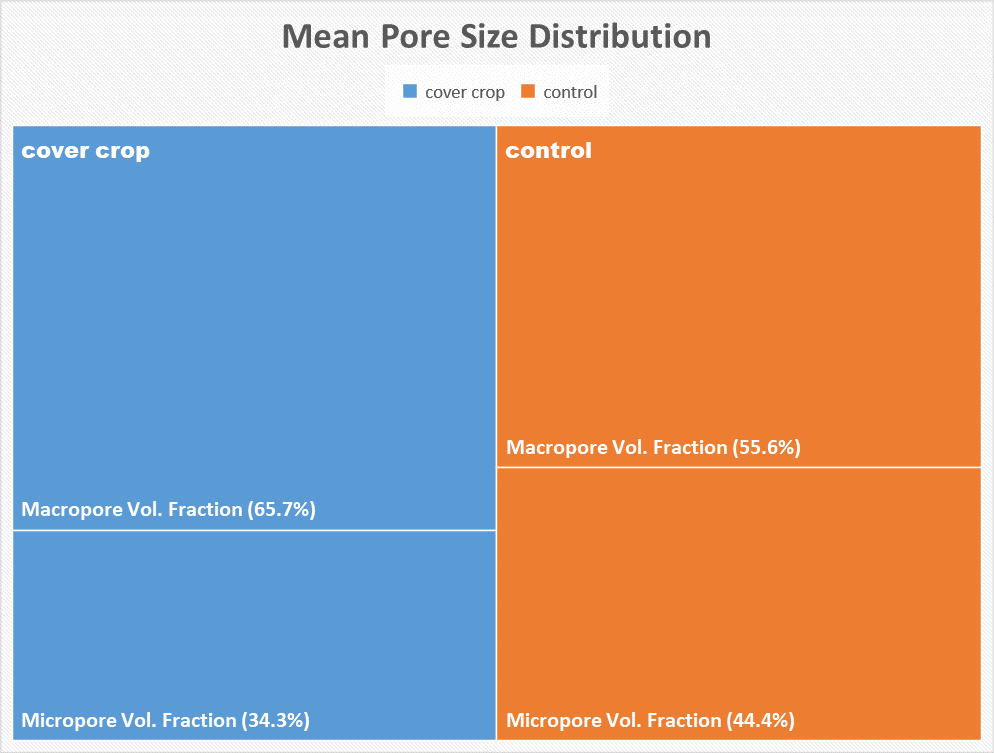 Mean Pore Size Distribution
cover crop control
cover crop
Macropore Vol. Fraction (65.7%)
Micropore Vol. Fraction (34.3%)
control
Macropore Vol. Fraction (55.6%)
Micropore Vol. Fraction (44.4%)